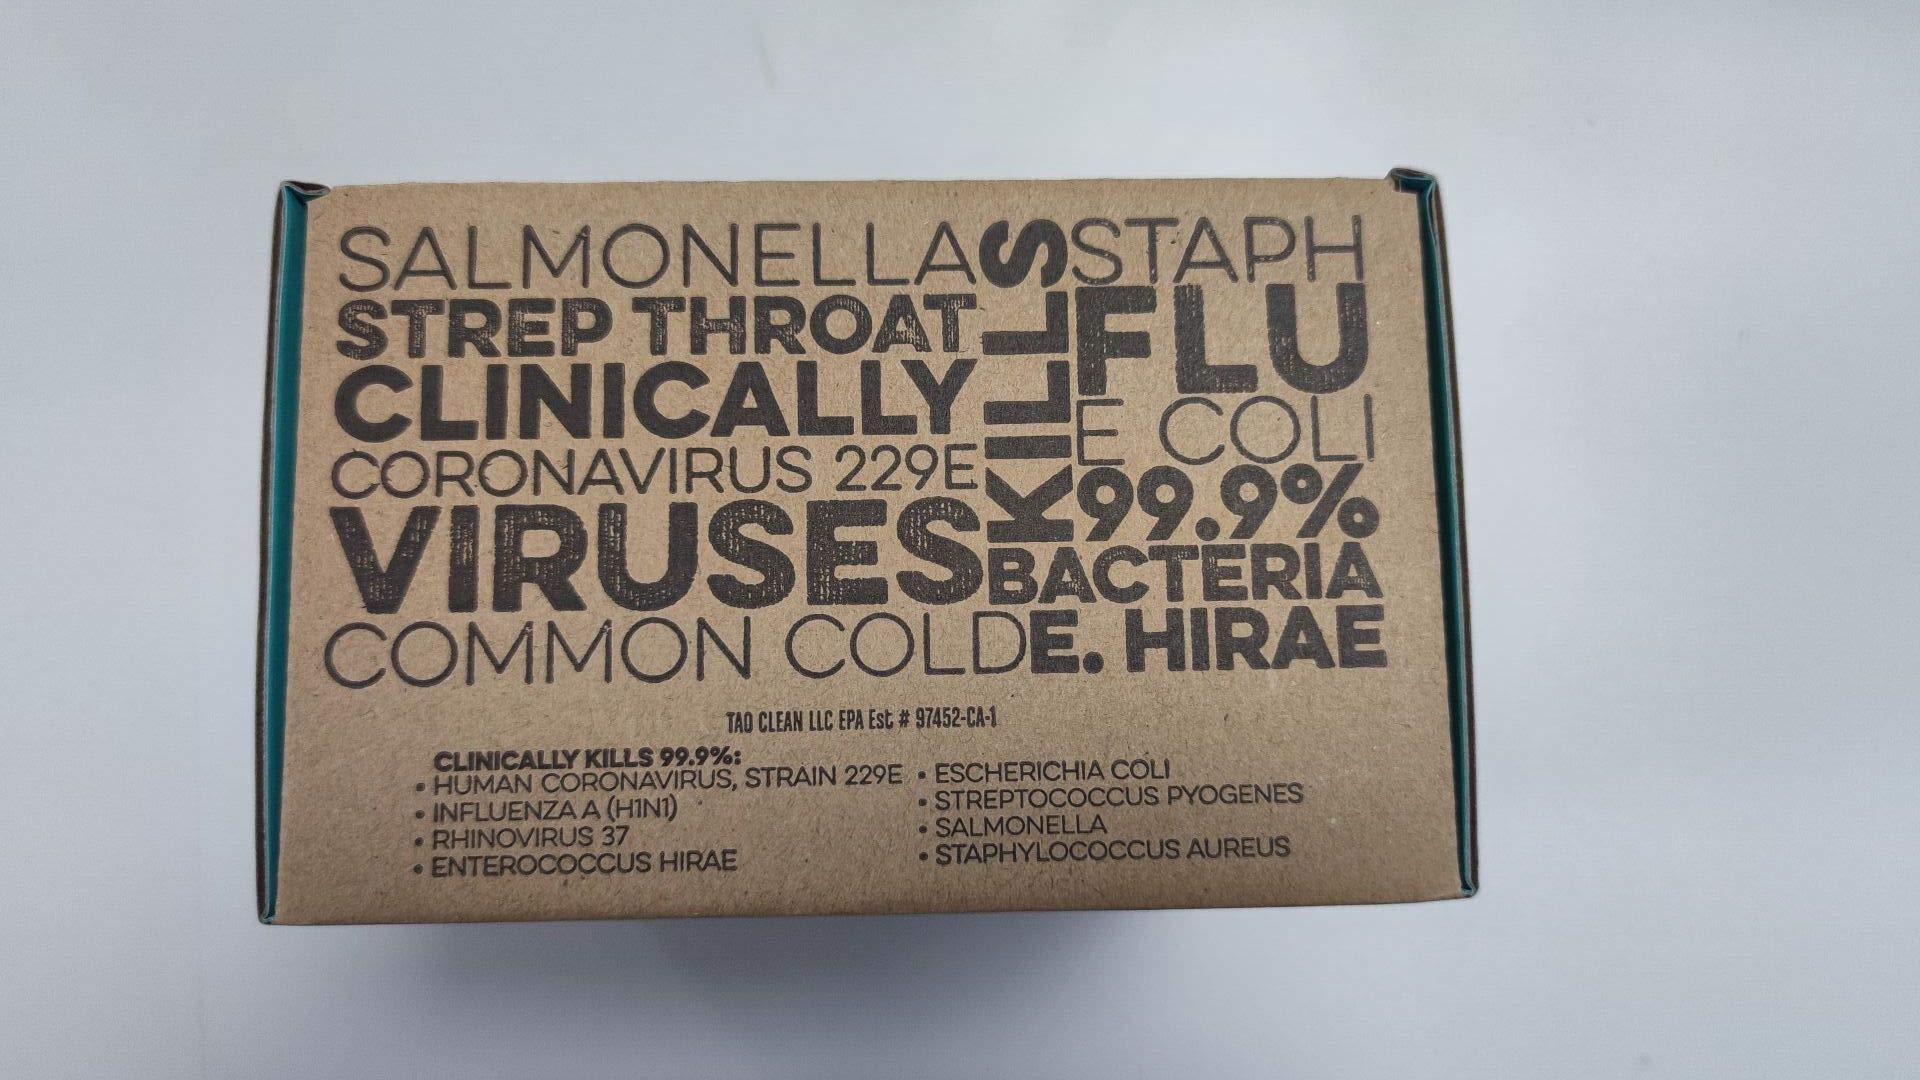 SALMONELLA
STREP THROAT
CLINICALLY
CORONAVIRUS 229E
VIRUSES
COMMON COLD
KILLS
STAPH
FLU
E COLI
99.9%
BACTERIA
E. HIRAE
TAO CLEAN LLC EPA Est # 97452-CA-1
CLINICALLY KILLS 99.9%:
• HUMAN CORONAVIRUS, STRAIN 229E
• INFLUENZA A (H1N1)
• RHINOVIRUS 37
• ENTEROCOCCUS HIRAE
• ESCHERICHIA COLI
• STREPTOCOCCUS PYOGENES
• SALMONELLA
• STAPHYLOCOCCUS AUREUS